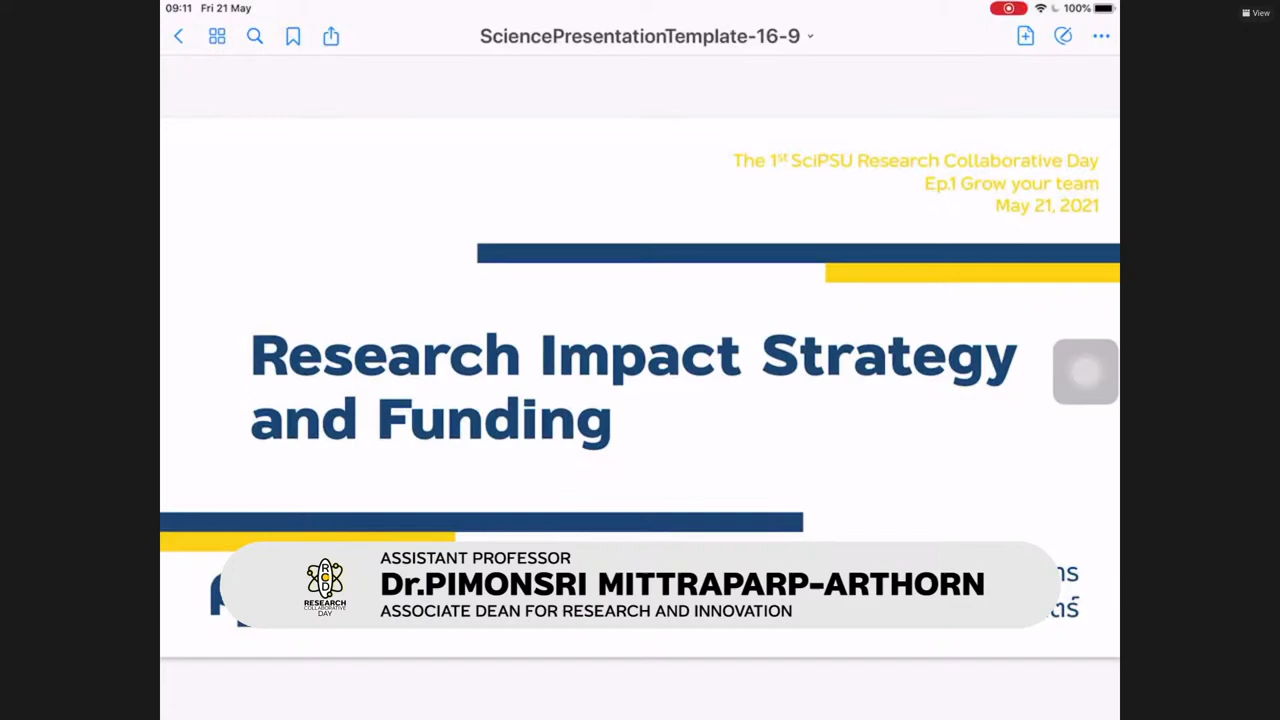 09:11 Fri 21 May
100%
View
SciencePresentationTemplate-16-9
The 1st SciPSU Research Collaborative Day
Ep.1 Grow your team
May 21, 2021
Research Impact Strategy
and Funding
ASSISTANT PROFESSOR
Dr.PIMONSRI MITTRAPARP-ARTHORN
ASSOCIATE DEAN FOR RESEARCH AND INNOVATION
RCD
RESEARCH
COLLABORATIVE
DAY